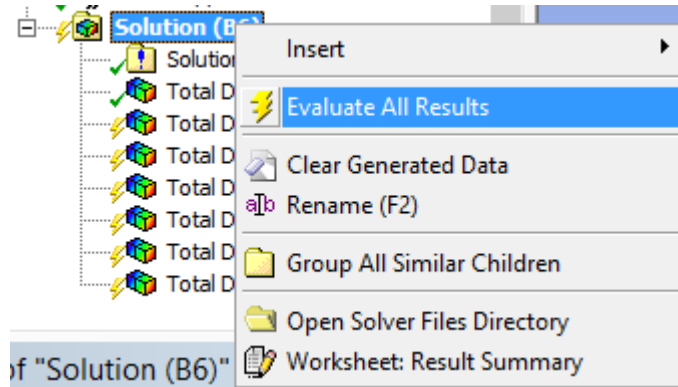 Solution (B6)
Insert
Solution
Total D
Evaluate All Results
Total D
Total D
Clear Generated Data
Total D
Rename (F2)
Total D
Total D
Group All Similar Children
Total D
Open Solver Files Directory
of "Solution (B6)"
Worksheet: Result Summary